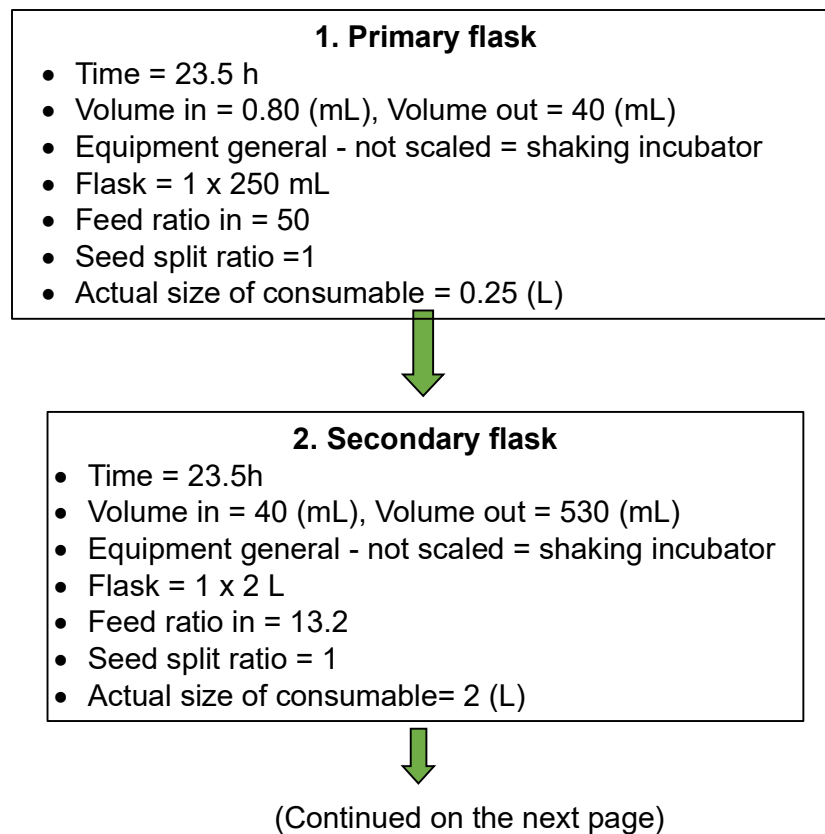 1. Primary flask
• Time = 23.5 h
• Volume in = 0.80 (mL), Volume out = 40 (mL)
• Equipment general - not scaled = shaking incubator
• Flask = 1 x 250 mL
• Feed ratio in = 50
• Seed split ratio =1
• Actual size of consumable = 0.25 (L)
2. Secondary flask
• Time = 23.5h
• Volume in = 40 (mL), Volume out = 530 (mL)
• Equipment general - not scaled = shaking incubator
• Flask = 1 x 2 L
• Feed ratio in = 13.2
• Seed split ratio = 1
• Actual size of consumable= 2 (L)
(Continued on the next page)